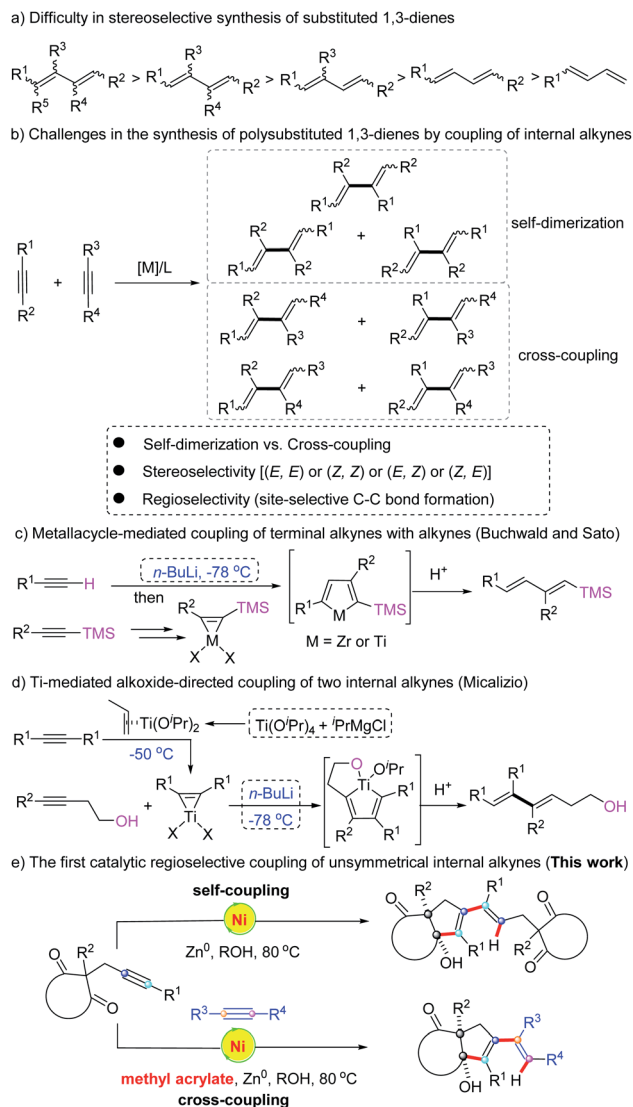 a) Difficulty in stereoselective synthesis of substituted 1,3-dienes
R1 R3 R5 R4 R2 > R1 R3 R4 R2 > R1 R3 R2 > R1 R2 > R1
b) Challenges in the synthesis of polysubstituted 1,3-dienes by coupling of internal alkynes
R2 R2
R1 R1
R2 R1 R1 R1
R1 R2 + R2 R2
self-dimerization
R1 R3
+ [M]/L
R2 R4
R2 R4 R1 R4
R1 R3 + R2 R3
cross-coupling
R2 R3 R1 R3
R1 R4 + R2 R4
● Self-dimerization vs. Cross-coupling
● Stereoselectivity [(E, E) or (Z, Z) or (E, Z) or (Z, E)]
● Regioselectivity (site-selective C-C bond formation)
c) Metallacycle-mediated coupling of terminal alkynes with alkynes (Buchwald and Sato)
R1 H n-BuLi, -78 oC R2 R1 M TMS H+ R1 R2 TMS
then
R2 TMS R2 TMS M X X M = Zr or Ti
d) Ti-mediated alkoxide-directed coupling of two internal alkynes (Micalizio)
Ti(OiPr)2 Ti(OiPr)4 + iPrMgCl
R1 R1 -50 oC
R2 OH + R1 R1 Ti X X n-BuLi -78 oC O OiPr Ti R1 R2 R1 H+ R1 R1 R2 OH
e) The first catalytic regioselective coupling of unsymmetrical internal alkynes (This work)
self-coupling
Ni
Zn0, ROH, 80 oC
O R2 R1 OH H R1 R2 O O
O R2 O R1
R3 R4
Ni
methyl acrylate, Zn0, ROH, 80 oC
cross-coupling
O R2 R3 R4 R1 OH H